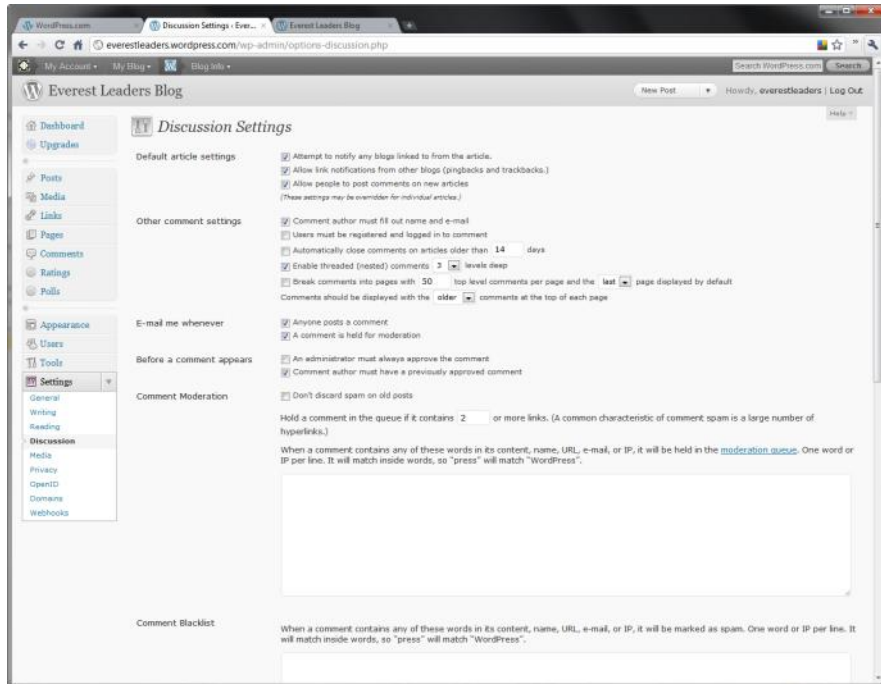 WordPress.com
Discussion Settings ‹ Ever...
Everest Leaders Blog
everestleaders.wordpress.com/wp-admin/options-discussion.php
My Account
My Blog
Blog Info
Search WordPress.com
Search
Everest Leaders Blog
New Post
Howdy, everestleaders | Log Out
Help
Dashboard
Upgrades
Posts
Media
Links
Pages
Comments
Ratings
Polls
Appearance
Users
Tools
Settings
General
Writing
Reading
Discussion
Media
Privacy
OpenID
Domains
Webhooks
Discussion Settings
Default article settings
Attempt to notify any blogs linked to from the article.
Allow link notifications from other blogs (pingbacks and trackbacks.)
Allow people to post comments on new articles
(These settings may be overridden for individual articles.)
Other comment settings
Comment author must fill out name and e-mail
Users must be registered and logged in to comment
Automatically close comments on articles older than 14 days
Enable threaded (nested) comments 3 levels deep
Break comments into pages with 50 top level comments per page and the last page displayed by default
Comments should be displayed with the older comments at the top of each page
E-mail me whenever
Anyone posts a comment
A comment is held for moderation
Before a comment appears
An administrator must always approve the comment
Comment author must have a previously approved comment
Comment Moderation
Don't discard spam on old posts
Hold a comment in the queue if it contains 2 or more links. (A common characteristic of comment spam is a large number of
hyperlinks.)
When a comment contains any of these words in its content, name, URL, e-mail, or IP, it will be held in the moderation queue. One word or
IP per line. It will match inside words, so "press" will match "WordPress".
Comment Blacklist
When a comment contains any of these words in its content, name, URL, e-mail, or IP, it will be marked as spam. One word or IP per line. It
will match inside words, so "press" will match "WordPress".